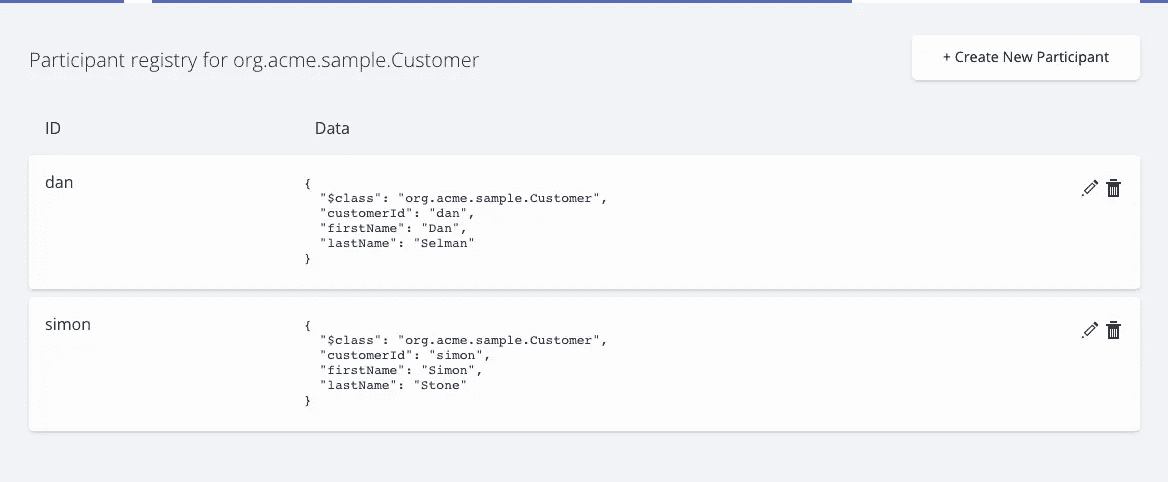 Participant registry for org.acme.sample.Customer
+ Create New Participant
ID Data
dan
{
"$class": "org.acme.sample.Customer",
"customerId": "dan",
"firstName": "Dan",
"lastName": "Selman"
}
simon
{
"$class": "org.acme.sample.Customer",
"customerId": "simon",
"firstName": "Simon",
"lastName": "Stone"
}